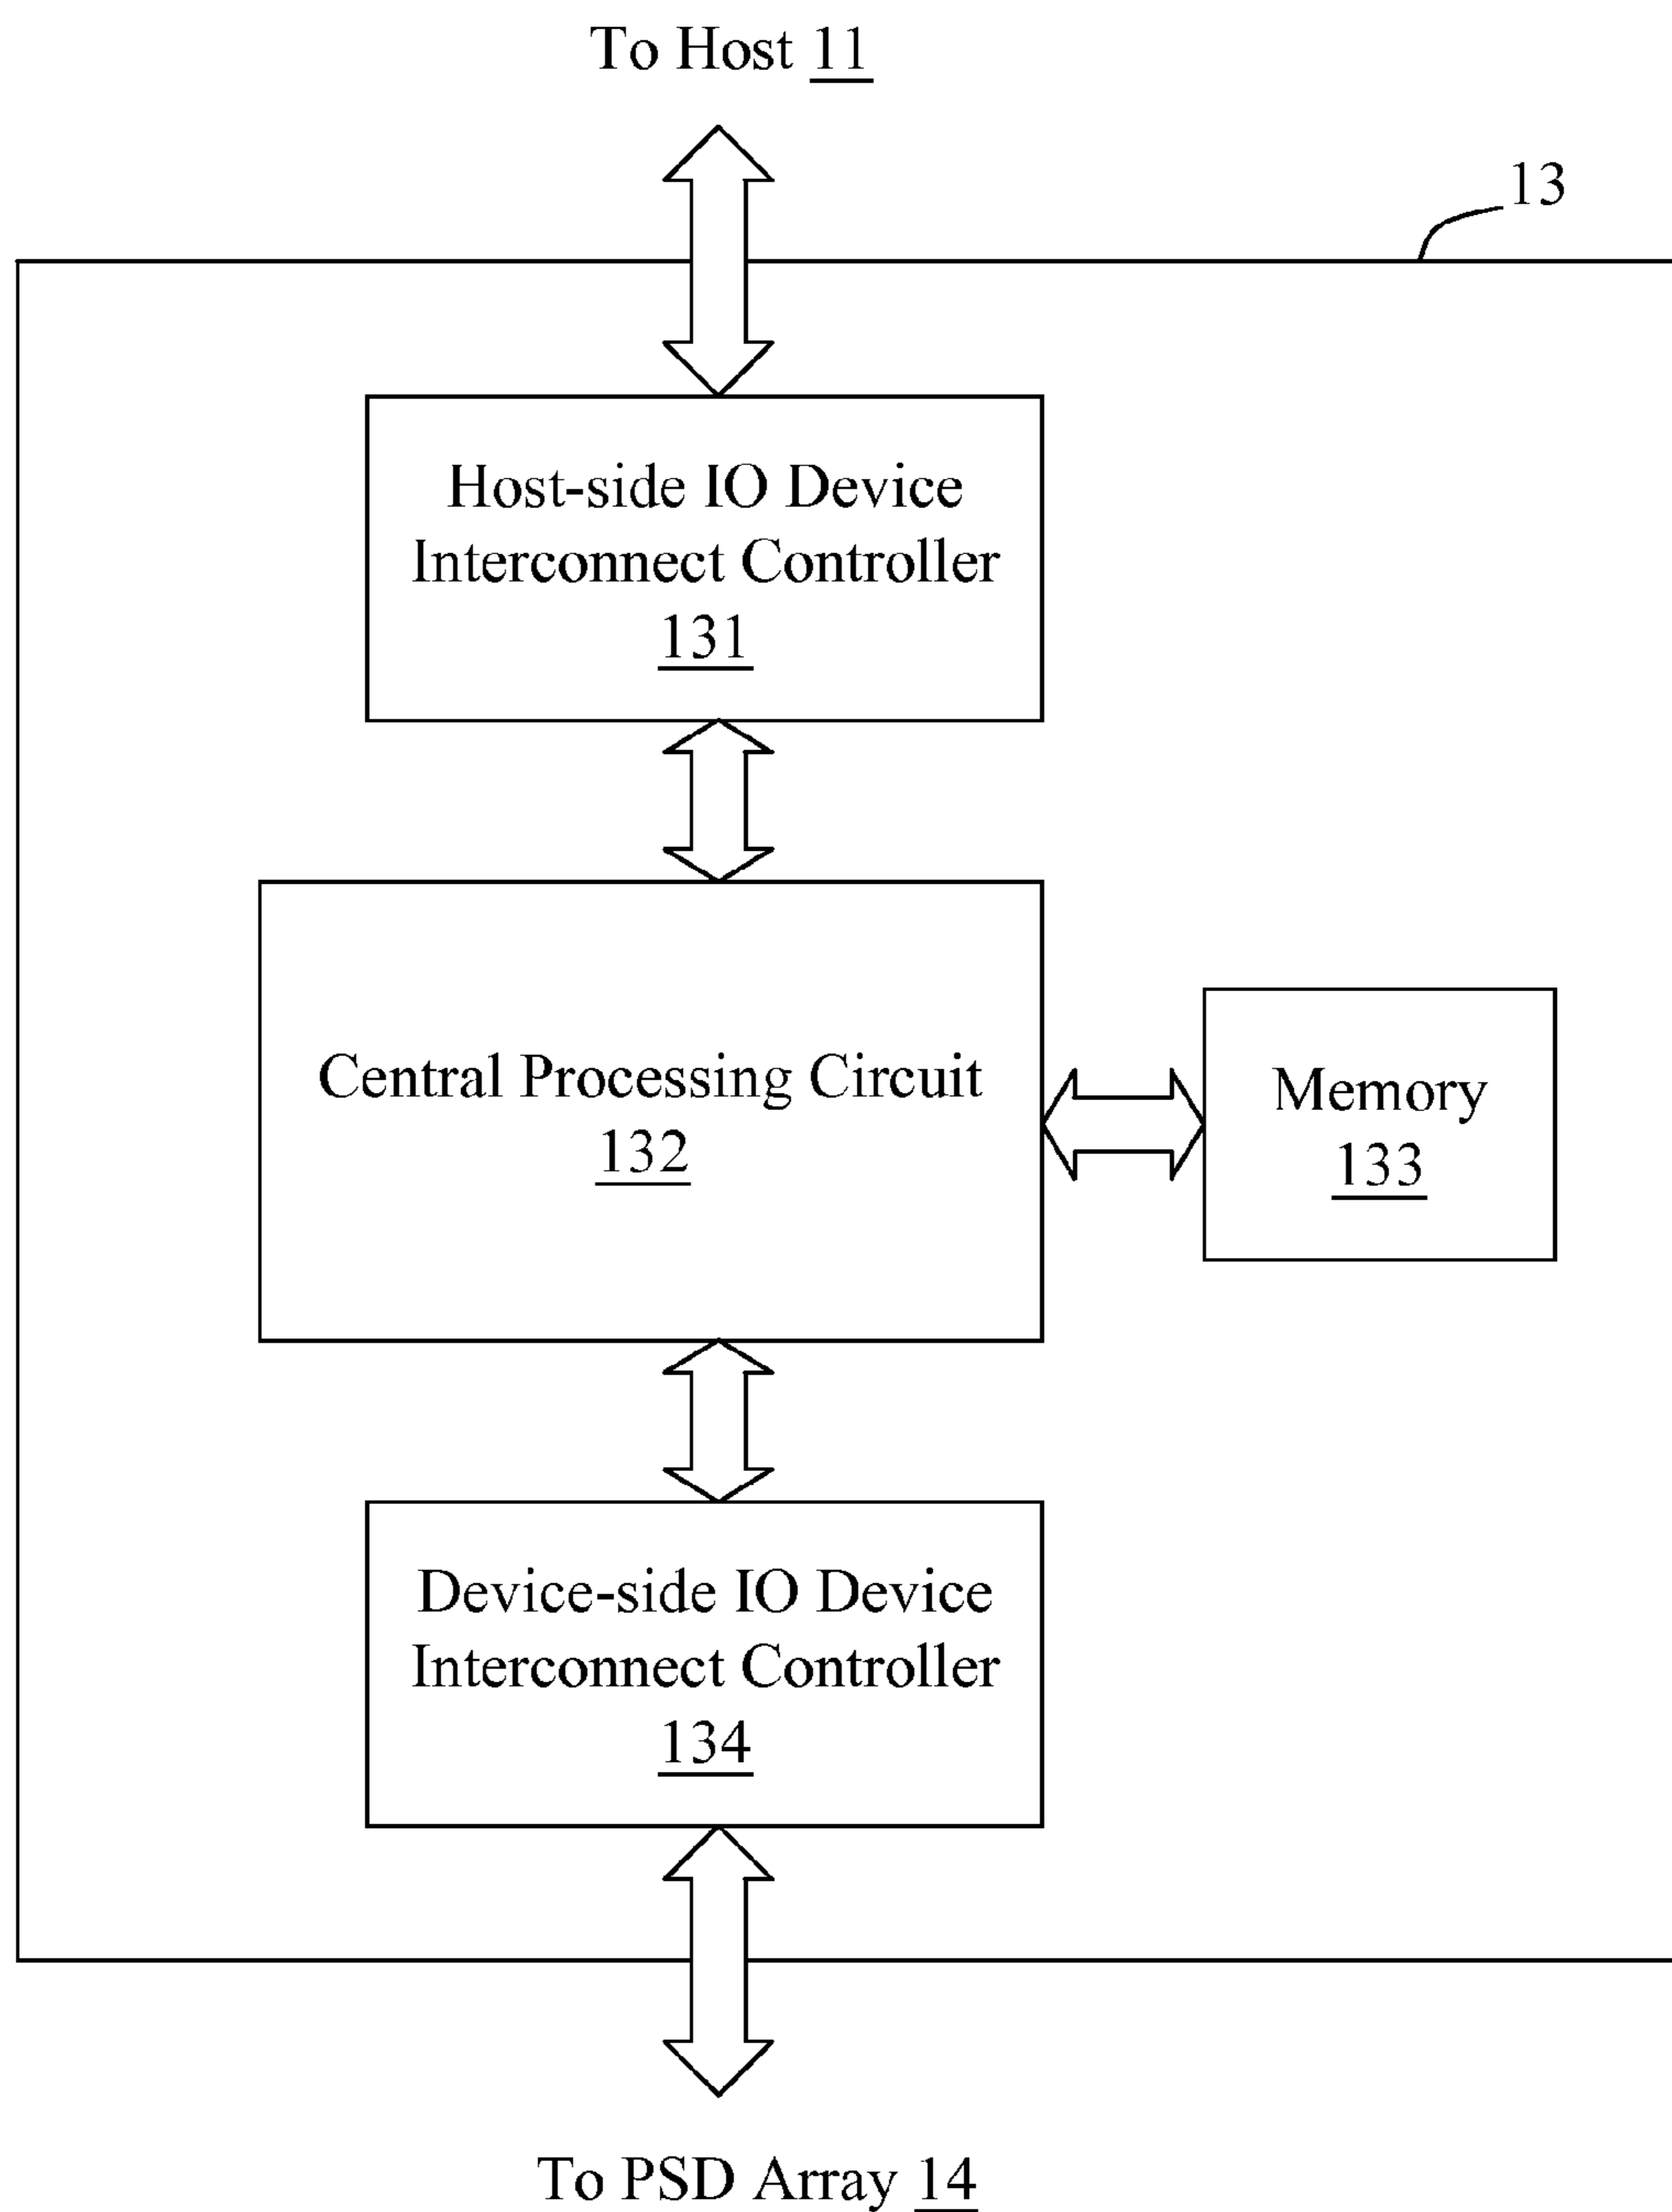 To Host 11
13
Host-side IO Device
Interconnect Controller
131
Central Processing Circuit
132
Memory
133
Device-side IO Device
Interconnect Controller
134
To PSD Array 14